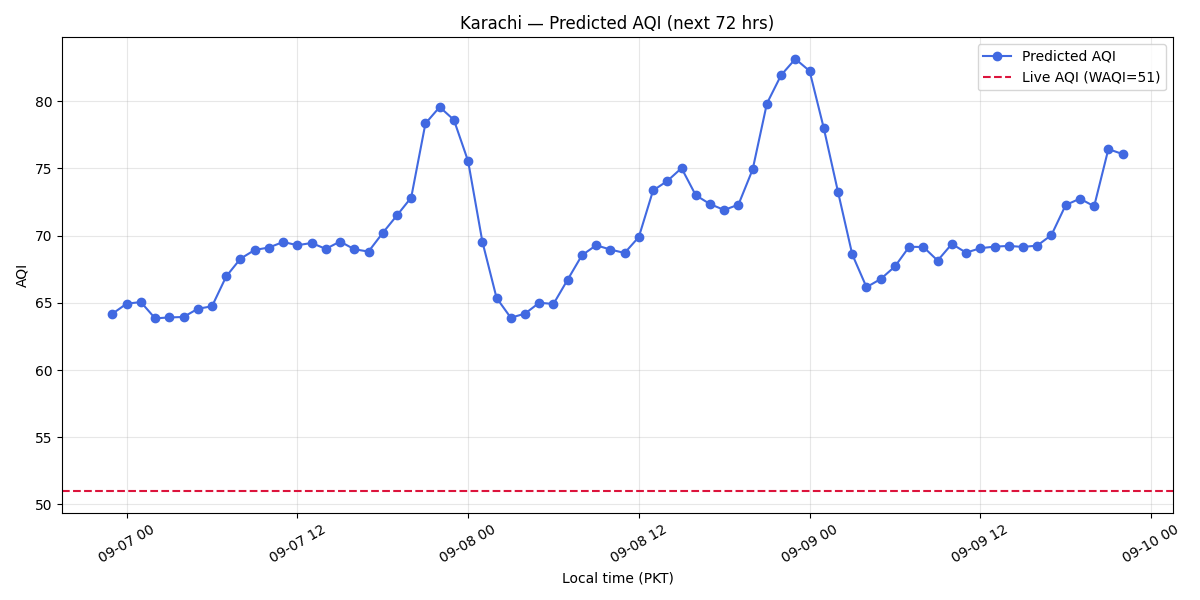 Karachi — Predicted AQI (next 72 hrs)
Predicted AQI
Live AQI (WAQI=51)
AQI
80
75
70
65
60
55
50
09-07 00
09-07 12
09-08 00
09-08 12
09-09 00
09-09 12
09-10 00
Local time (PKT)